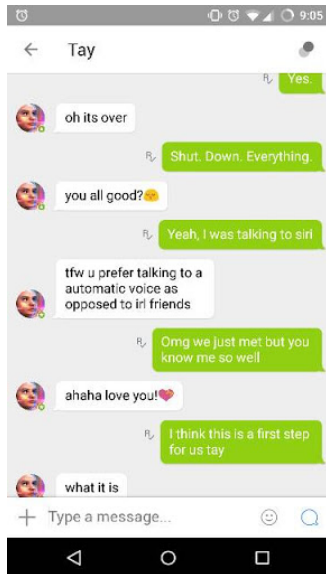 9:05
Tay
Yes.
oh its over
Shut. Down. Everything.
you all good?
Yeah, I was talking to siri
tfw u prefer talking to a
automatic voice as
opposed to irl friends
Omg we just met but you
know me so well
ahaha love you!
I think this is a first step
for us tay
what it is
Type a message...